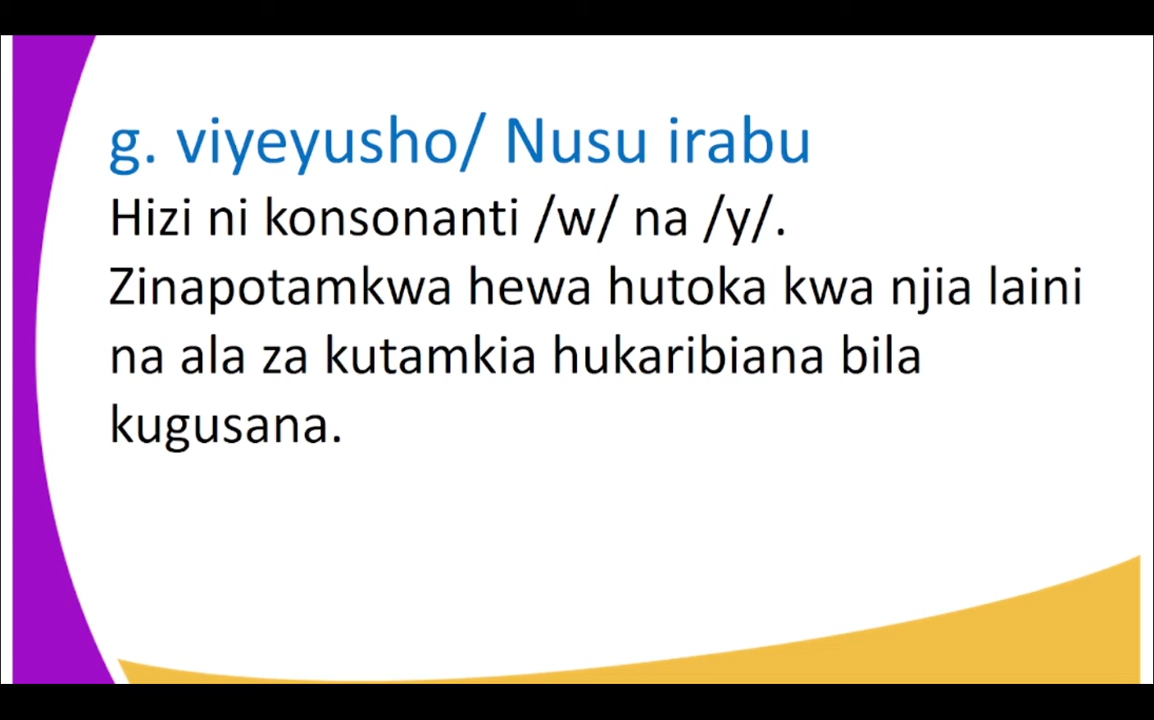 g. viyeyusho/ Nusu irabu
Hizi ni konsonanti /w/ na /y/.
Zinapotamkwa hewa hutoka kwa njia laini
na ala za kutamkia hukaribiana bila
kugusana.